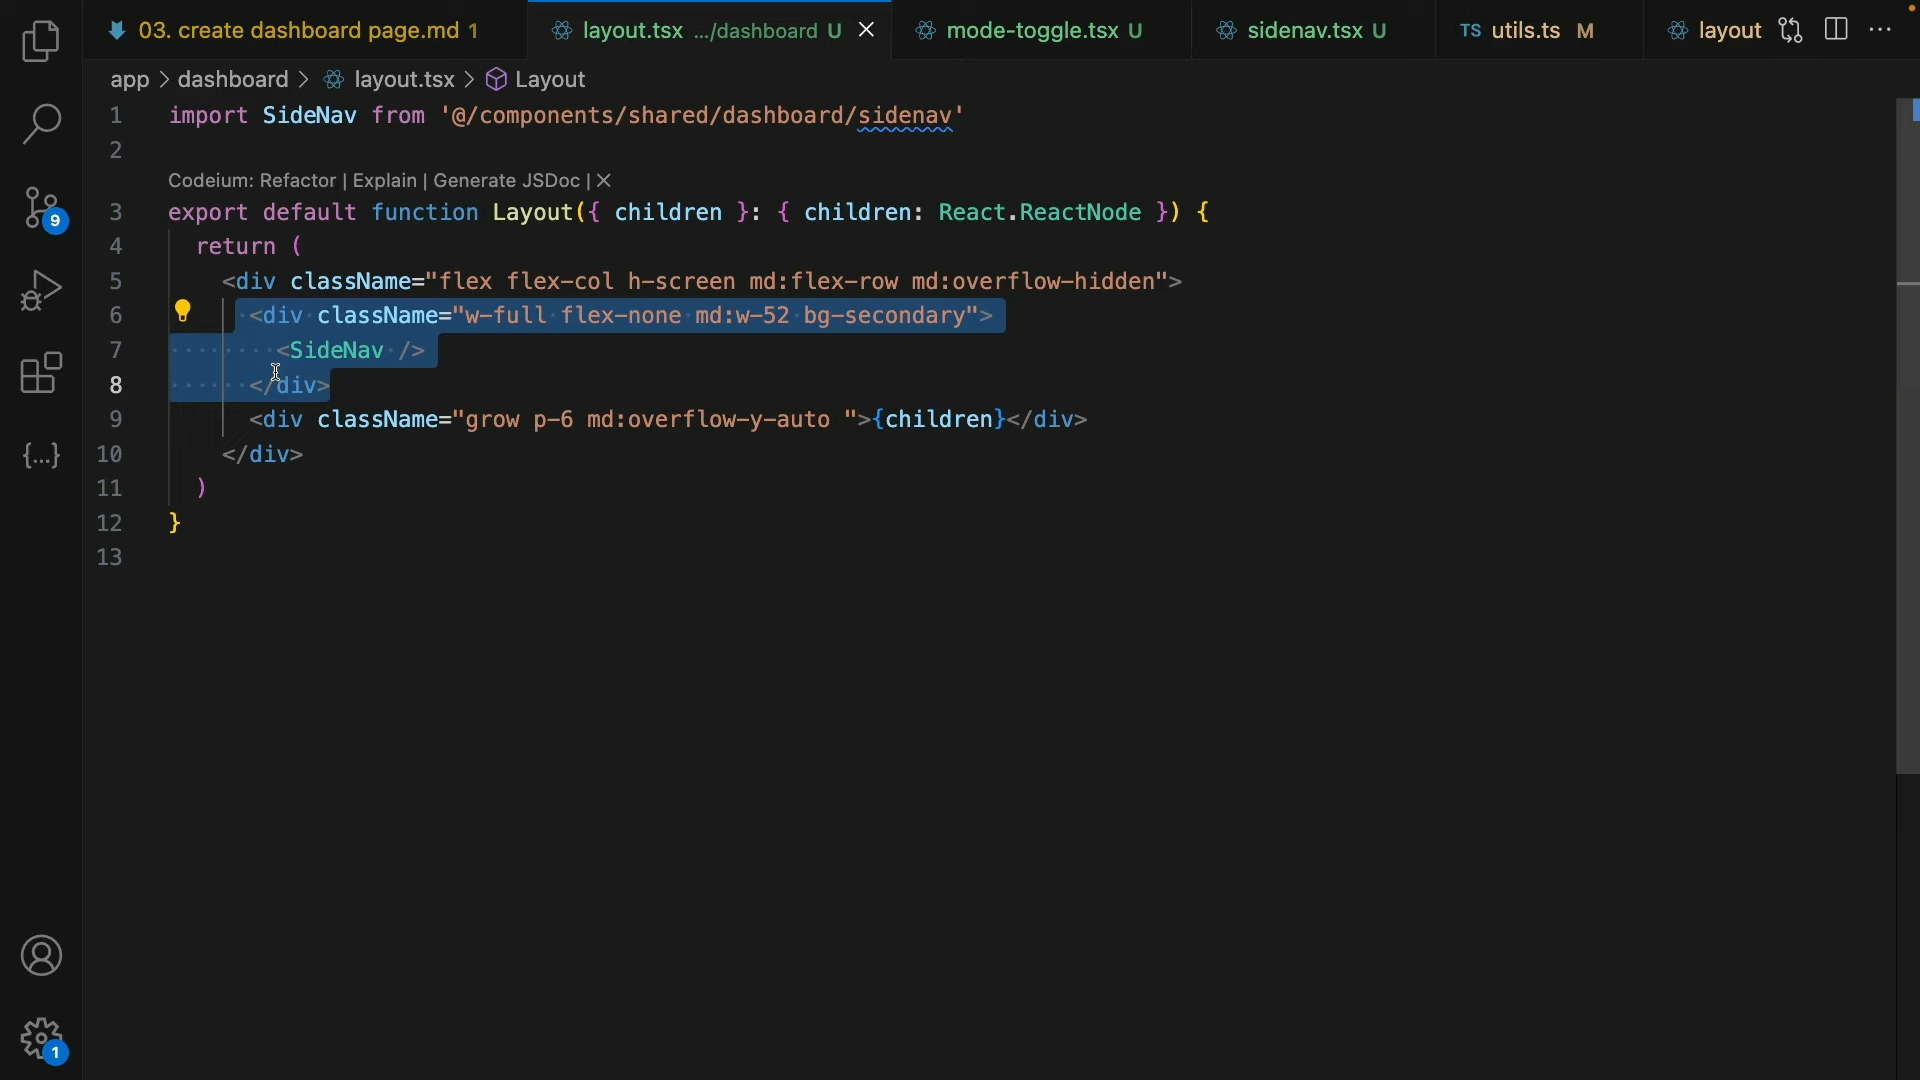 03. create dashboard page.md 1
layout.tsx .../dashboard U
mode-toggle.tsx U
sidenav.tsx U
TS utils.ts M
layout
app > dashboard > layout.tsx > Layout
1 import SideNav from '@/components/shared/dashboard/sidenav'
2
Codeium: Refactor | Explain | Generate JSDoc | ×
3 export default function Layout({ children }: { children: React.ReactNode }) {
4 return (
5 <div className="flex flex-col h-screen md:flex-row md:overflow-hidden">
6 <div className="w-full flex-none md:w-52 bg-secondary">
7 <SideNav />
8 </div>
9 <div className="grow p-6 md:overflow-y-auto ">{children}</div>
10 </div>
11 )
12 }
13
9
{...}
1